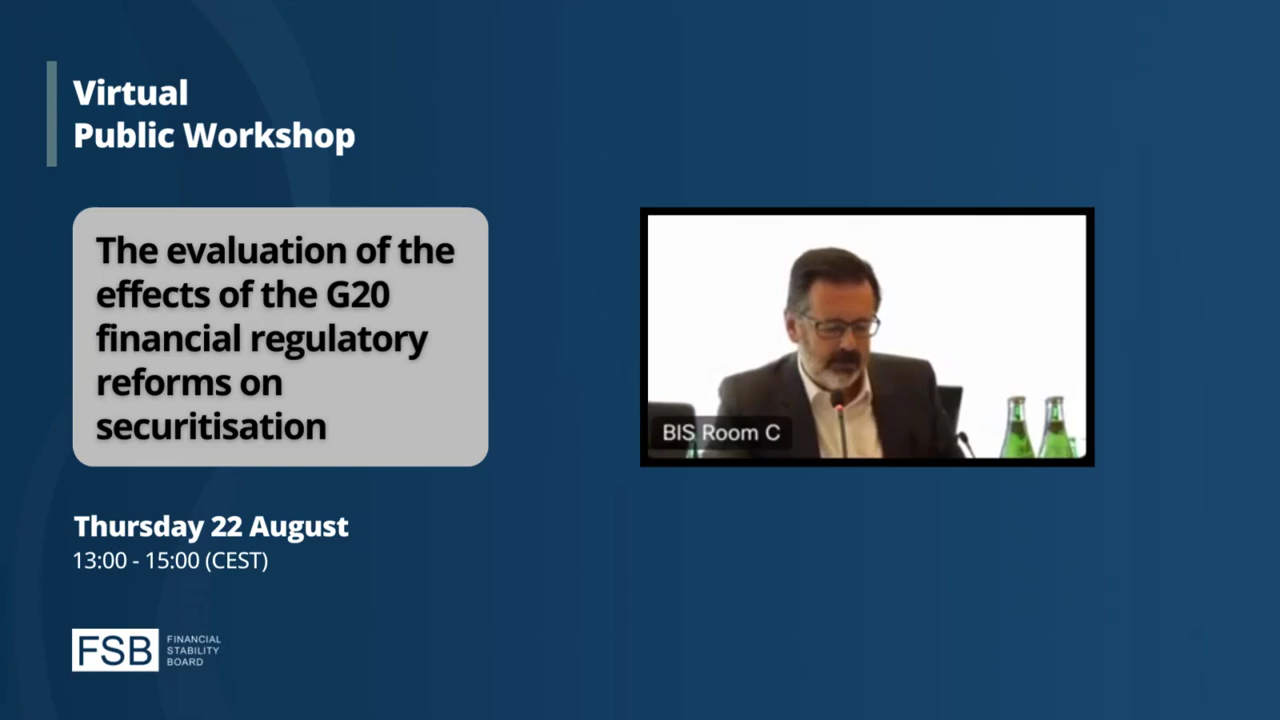 Virtual
Public Workshop
The evaluation of the
effects of the G20
financial regulatory
reforms on
securitisation
BIS Room C
Thursday 22 August
13:00 - 15:00 (CEST)
FSB
FINANCIAL
STABILITY
BOARD